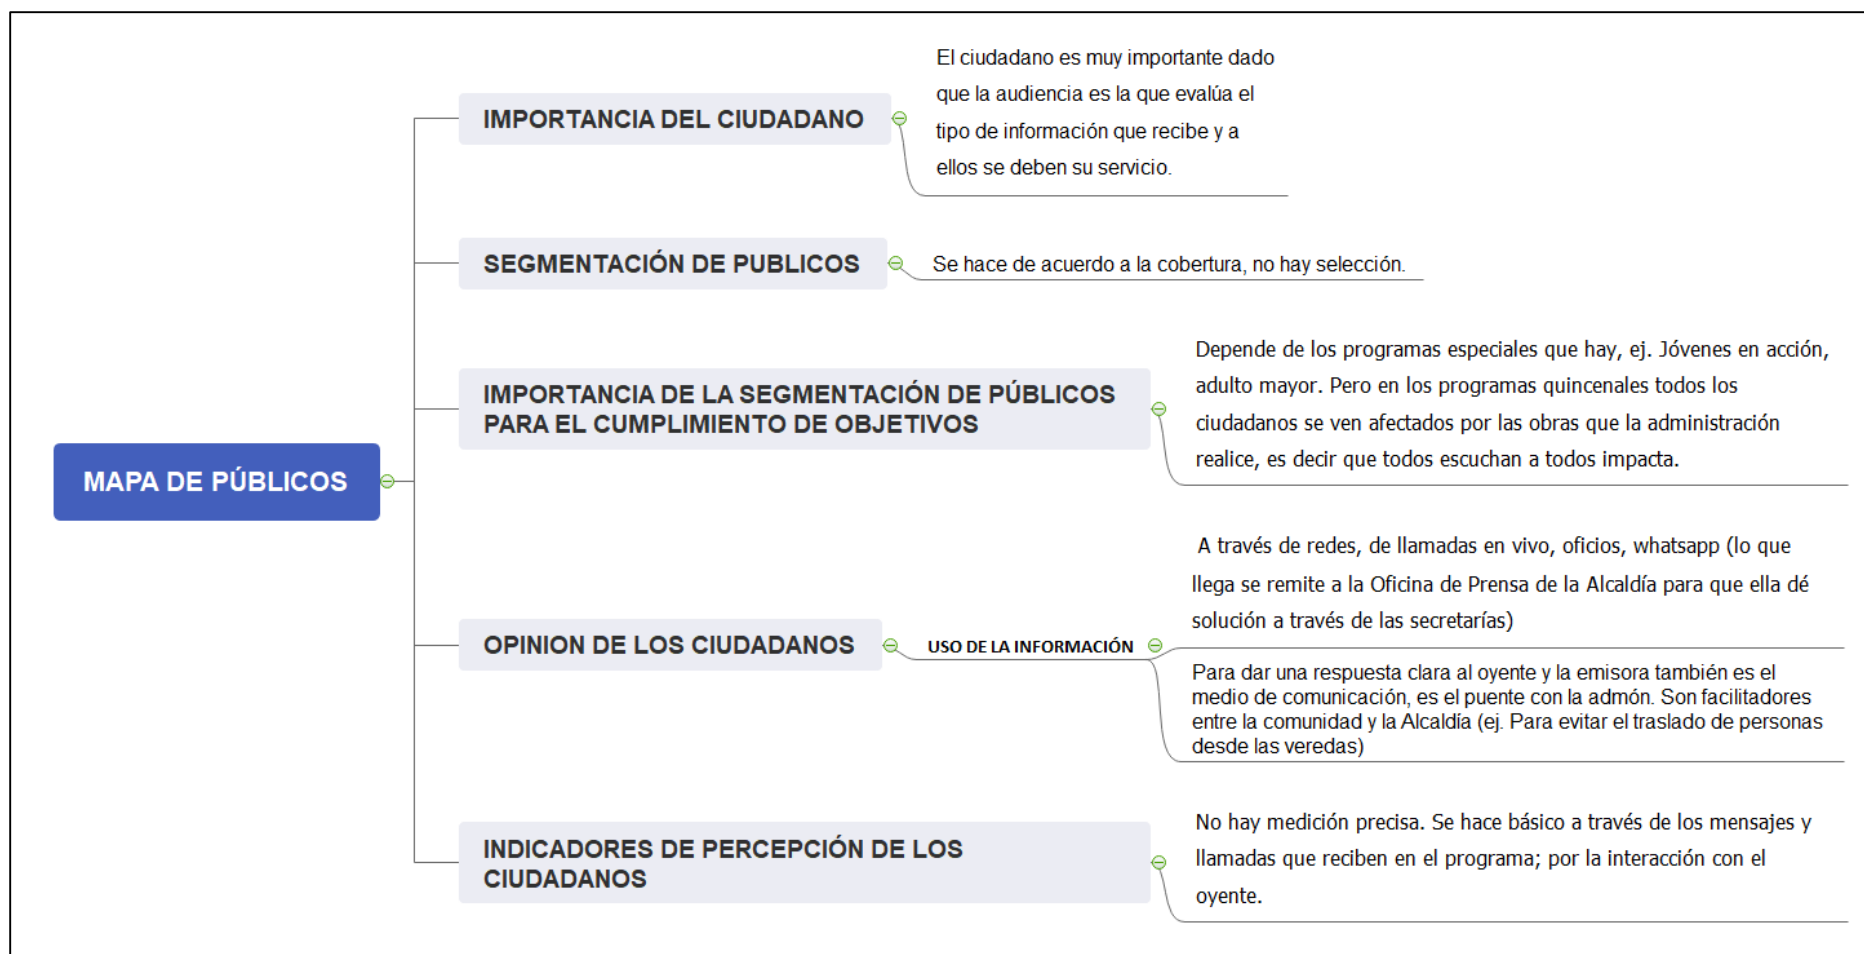 MAPA DE PÚBLICOS
IMPORTANCIA DEL CIUDADANO
El ciudadano es muy importante dado
que la audiencia es la que evalúa el
tipo de información que recibe y a
ellos se deben su servicio.
SEGMENTACIÓN DE PUBLICOS
Se hace de acuerdo a la cobertura, no hay selección.
IMPORTANCIA DE LA SEGMENTACIÓN DE PÚBLICOS
PARA EL CUMPLIMIENTO DE OBJETIVOS
Depende de los programas especiales que hay, ej. Jóvenes en acción,
adulto mayor. Pero en los programas quincenales todos los
ciudadanos se ven afectados por las obras que la administración
realice, es decir que todos escuchan a todos impacta.
OPINION DE LOS CIUDADANOS
USO DE LA INFORMACIÓN
A través de redes, de llamadas en vivo, oficios, whatsapp (lo que
llega se remite a la Oficina de Prensa de la Alcaldía para que ella dé
solución a través de las secretarías)
Para dar una respuesta clara al oyente y la emisora también es el
medio de comunicación, es el puente con la admón. Son facilitadores
entre la comunidad y la Alcaldía (ej. Para evitar el traslado de personas
desde las veredas)
INDICADORES DE PERCEPCIÓN DE LOS
CIUDADANOS
No hay medición precisa. Se hace básico a través de los mensajes y
llamadas que reciben en el programa; por la interacción con el
oyente.